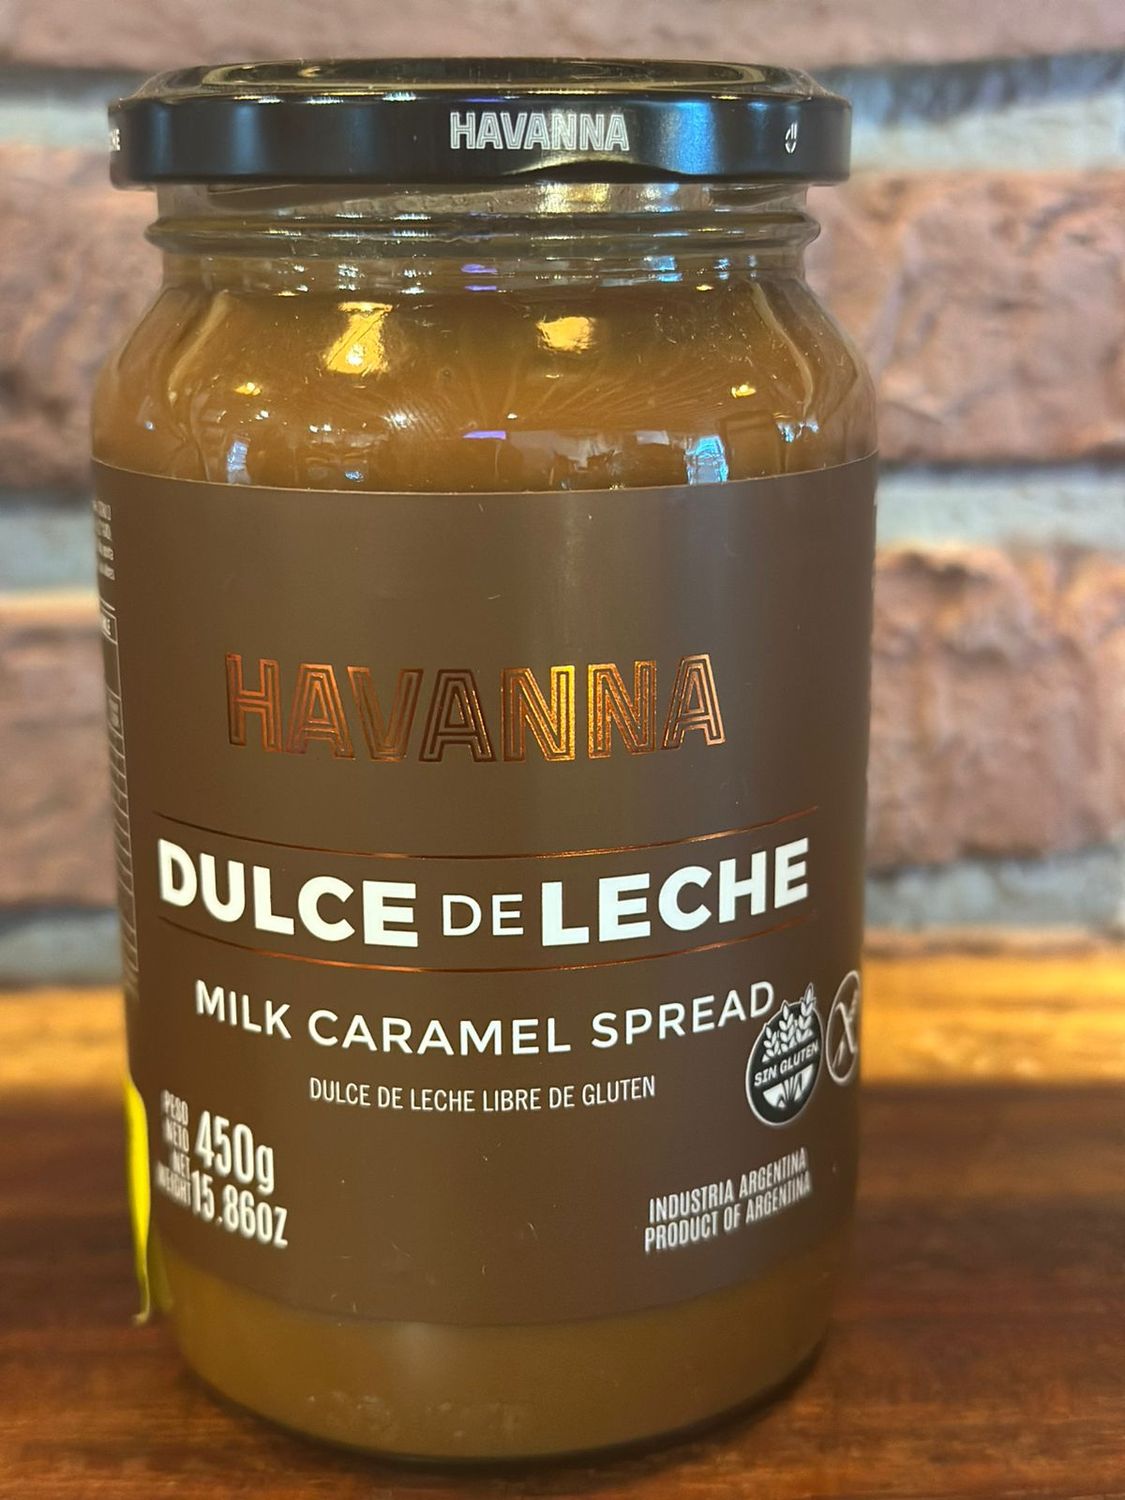 HAVANNA
HAVANNA
DULCE DE LECHE
MILK CARAMEL SPREAD
DULCE DE LECHE LIBRE DE GLUTEN
SIN GLUTEN
PESO
NETO 450g
NET
WEIGHT 15.86OZ
INDUSTRIA ARGENTINA
PRODUCT OF ARGENTINA